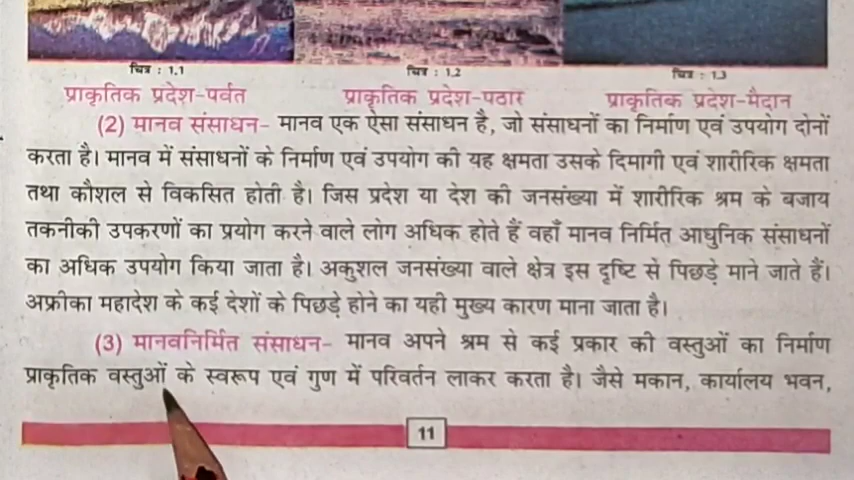 चित्र : 1.1 चित्र : 1.2 चित्र : 1.3
प्राकृतिक प्रदेश-पर्वत प्राकृतिक प्रदेश-पठार प्राकृतिक प्रदेश-मैदान
(2) मानव संसाधन- मानव एक ऐसा संसाधन है, जो संसाधनों का निर्माण एवं उपयोग दोनों
करता है। मानव में संसाधनों के निर्माण एवं उपयोग की यह क्षमता उसके दिमागी एवं शारीरिक क्षमता
तथा कौशल से विकसित होती है। जिस प्रदेश या देश की जनसंख्या में शारीरिक श्रम के बजाय
तकनीकी उपकरणों का प्रयोग करने वाले लोग अधिक होते हैं वहाँ मानव निर्मित आधुनिक संसाधनों
का अधिक उपयोग किया जाता है। अकुशल जनसंख्या वाले क्षेत्र इस दृष्टि से पिछड़े माने जाते हैं।
अफ्रीका महादेश के कई देशों के पिछड़े होने का यही मुख्य कारण माना जाता है।
(3) मानवनिर्मित संसाधन- मानव अपने श्रम से कई प्रकार की वस्तुओं का निर्माण
प्राकृतिक वस्तुओं के स्वरूप एवं गुण में परिवर्तन लाकर करता है। जैसे मकान, कार्यालय भवन,
11